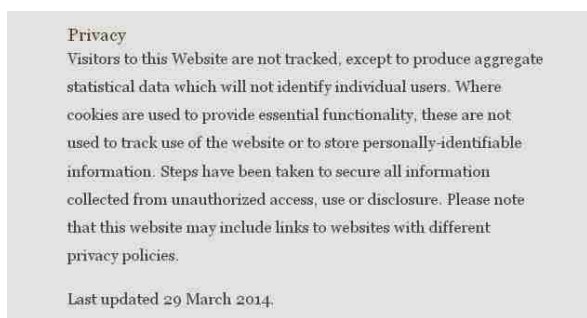 Privacy
Visitors to this Website are not tracked, except to produce aggregate
statistical data which will not identify individual users. Where
cookies are used to provide essential functionality, these are not
used to track use of the website or to store personally-identifiable
information. Steps have been taken to secure all information
collected from unauthorized access, use or disclosure. Please note
that this website may include links to websites with different
privacy policies.
Last updated 29 March 2014.